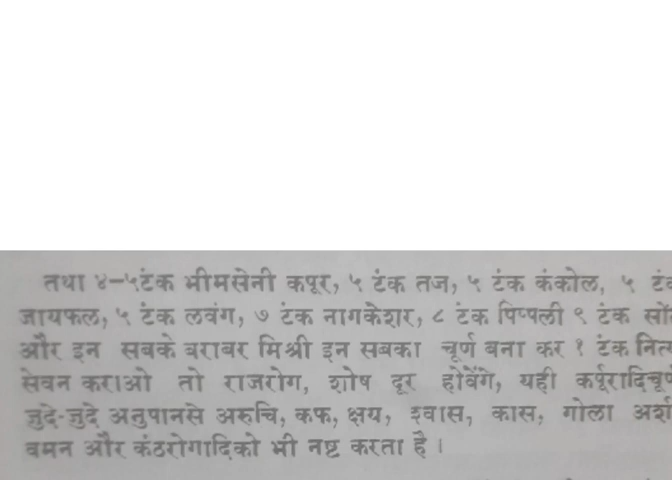 तथा ४–५टंक भीमसेनी कपूर, ५ टंक तज, ५ टंक कंकोल, ५
जायफल, ५ टंक लवंग, ७ टंक नागकेशर, ८ टंक पिप्पली ९ टंक
और इन सबके बराबर मिश्री इन सबका चूर्ण बना कर १ टंक
सेवन कराओ तो राजरोग, शोष दूर होवेंगे, यही
जुदे-जुदे अनुपानसे अरुचि, कफ, क्षय, श्वास, कास, गोला
वमन और कंठरोगादिको भी नष्ट करता है।